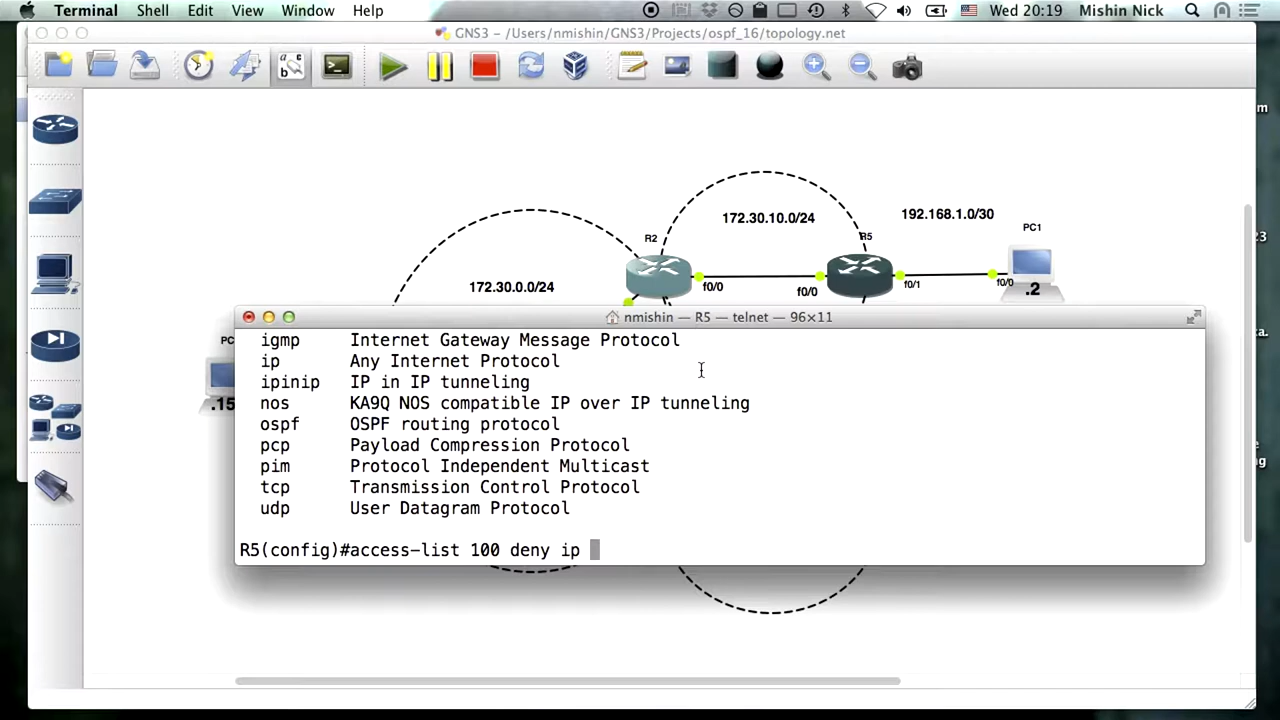 Terminal Shell Edit View Window Help Wed 20:19 Mishin Nick
GNS3 – /Users/nmishin/GNS3/Projects/ospf_16/topology.net
172.30.10.0/24
192.168.1.0/30
PC1
R2
R5
172.30.0.0/24
f0/0
f0/0
f0/1
f0/0
.2
nmishin — R5 — telnet — 96×11
PC
.15
igmp Internet Gateway Message Protocol
ip Any Internet Protocol
ipinip IP in IP tunneling
nos KA9Q NOS compatible IP over IP tunneling
ospf OSPF routing protocol
pcp Payload Compression Protocol
pim Protocol Independent Multicast
tcp Transmission Control Protocol
udp User Datagram Protocol
R5(config)#access-list 100 deny ip